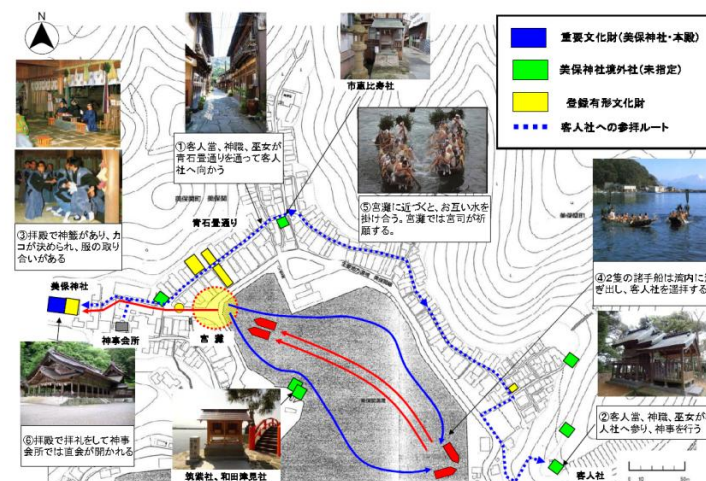 N
重要文化財(美保神社・本殿)
美保神社境外社(未指定)
登録有形文化財
客人社への参拝ルート
市恵比寿社
①客人當、神職、巫女が
青石畳通りを通って客人
社へ向かう
⑤宮灘に近づくと、お互い水を
掛け合う。宮灘では宮司が祈
願する。
③拝殿で神籤があり、カ
コが決められ、服の取り
合いがある
青石畳通り
④2隻の諸手船は湾内に
ぎ出し、客人社を遥拝する
美保神社
神事会所
宮灘
②客人當、神職、巫女が
人社へ参り、神事を行う
⑥拝殿で拝礼をして神事
会所では直会が開かれる
筑紫社、和田津見社
客人社